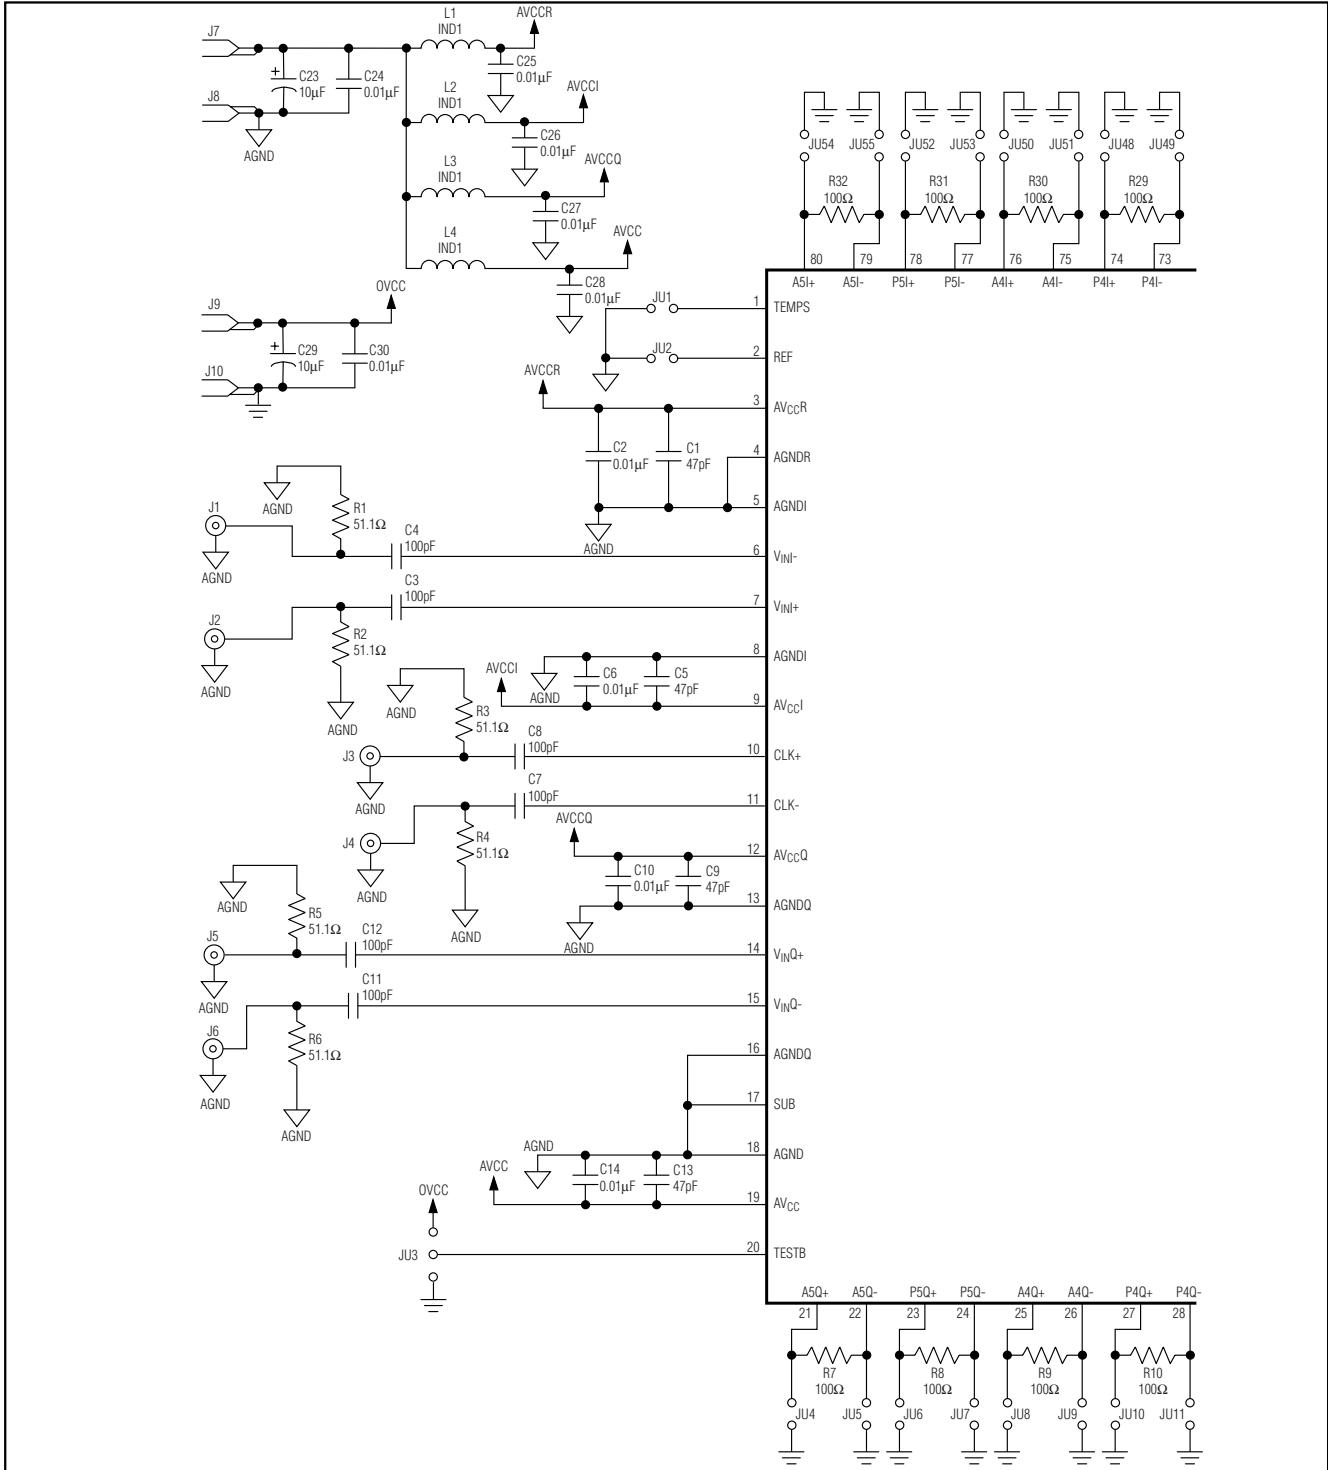 J7
C23
10µF
C24
0.01µF
J8
AGND
L1
IND1
AVCCR
C25
0.01µF
L2
IND1
AVCCI
C26
0.01µF
L3
IND1
AVCCQ
C27
0.01µF
L4
IND1
AVCC
C28
0.01µF
J9
OVCC
C29
10µF
C30
0.01µF
J10
JU54
JU55
JU52
JU53
JU50
JU51
JU48
JU49
R32
100Ω
R31
100Ω
R30
100Ω
R29
100Ω
80
79
78
77
76
75
74
73
A5I+
A5I-
P5I+
P5I-
A4I+
A4I-
P4I+
P4I-
JU1
1
TEMPS
JU2
2
REF
AVCCR
3
AVCCR
C2
0.01µF
C1
47pF
4
AGNDR
5
AGNDI
AGND
J1
AGND
AGND
R1
51.1Ω
C4
100pF
6
VINI-
J2
AGND
R2
51.1Ω
AGND
C3
100pF
7
VINI+
8
AGNDI
AVCCI
AGND
C6
0.01µF
C5
47pF
9
AVCCI
AGND
R3
51.1Ω
J3
AGND
C8
100pF
10
CLK+
J4
AGND
R4
51.1Ω
AGND
C7
100pF
11
CLK-
AVCCQ
12
AVCCQ
C10
0.01µF
C9
47pF
13
AGNDQ
AGND
AGND
R5
51.1Ω
J5
AGND
C12
100pF
14
VINQ+
J6
AGND
R6
51.1Ω
AGND
C11
100pF
15
VINQ-
16
AGNDQ
17
SUB
AGND
18
AGND
AVCC
C14
0.01µF
C13
47pF
19
AVCC
OVCC
JU3
20
TESTB
A5Q+
A5Q-
P5Q+
P5Q-
A4Q+
A4Q-
P4Q+
P4Q-
21
22
23
24
25
26
27
28
R7
100Ω
R8
100Ω
R9
100Ω
R10
100Ω
JU4
JU5
JU6
JU7
JU8
JU9
JU10
JU11